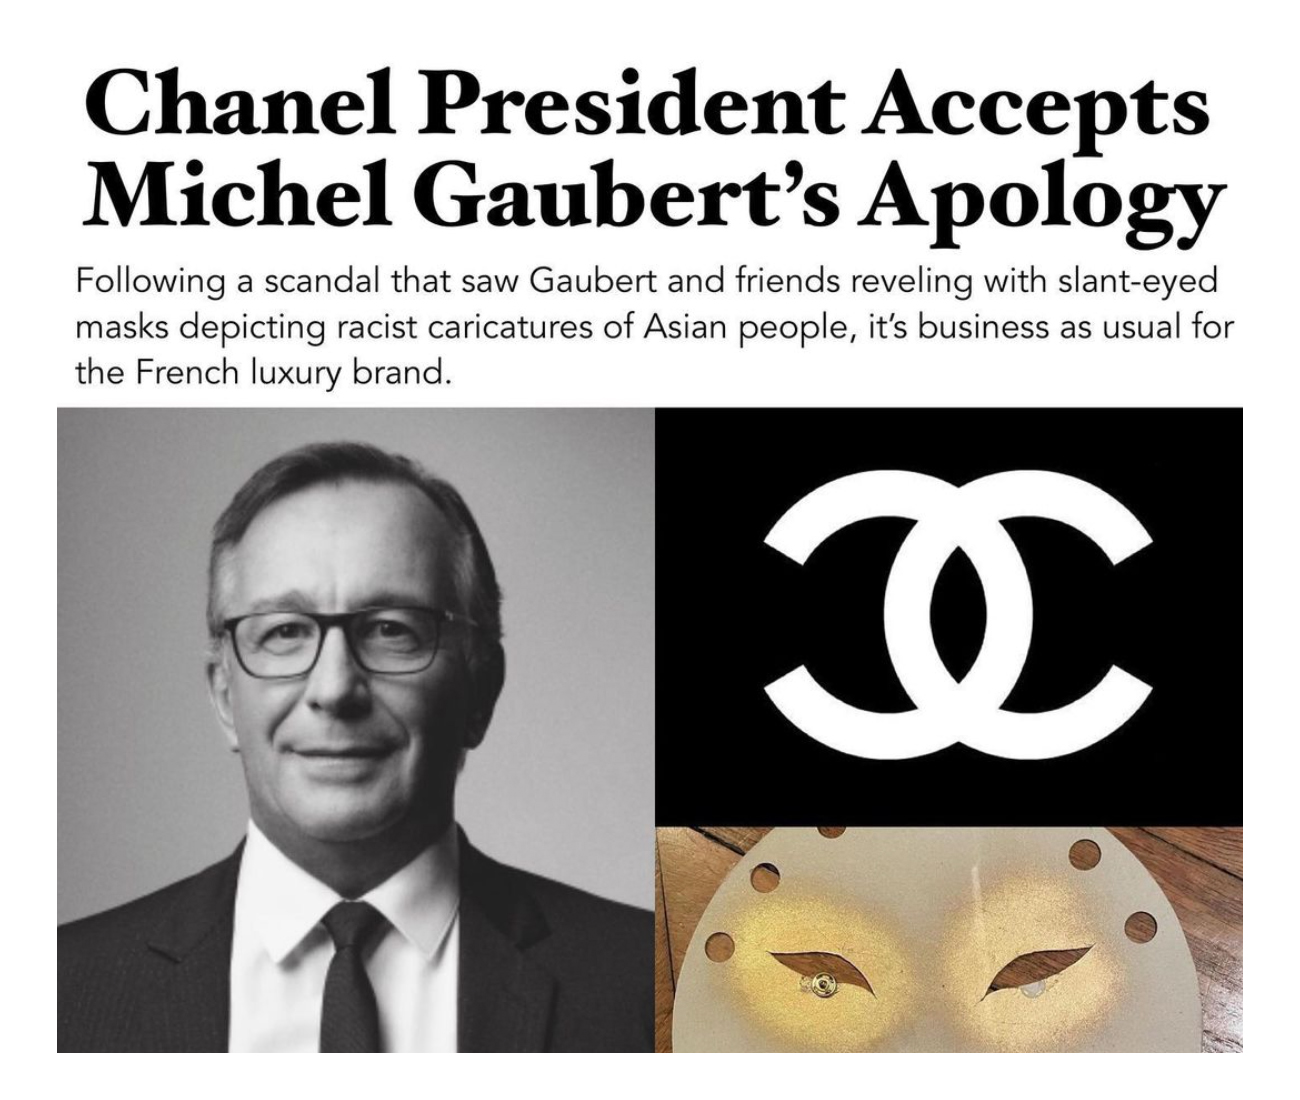 Chanel President Accepts
Michel Gaubert’s Apology
Following a scandal that saw Gaubert and friends reveling with slant-eyed
masks depicting racist caricatures of Asian people, it’s business as usual for
the French luxury brand.